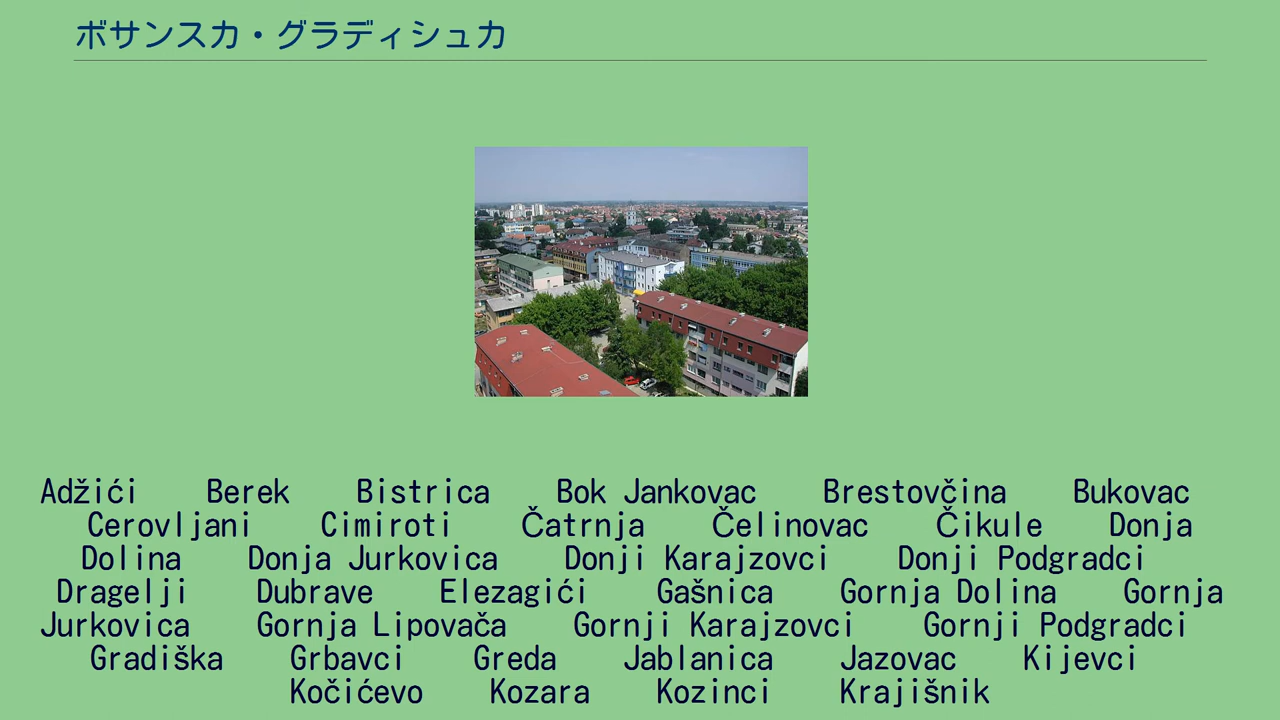 ボサンスカ・グラディシュカ
Adžići Berek Bistrica Bok Jankovac Brestovčina Bukovac
Cerovljani Cimiroti Čatrnja Čelinovac Čikule Donja
Dolina Donja Jurkovica Donji Karajzovci Donji Podgradci
Dragelji Dubrave Elezagići Gašnica Gornja Dolina Gornja
Jurkovica Gornja Lipovača Gornji Karajzovci Gornji Podgradci
Gradiška Grbavci Greda Jablanica Jazovac Kijevci
Kočićevo Kozara Kozinci Krajišnik